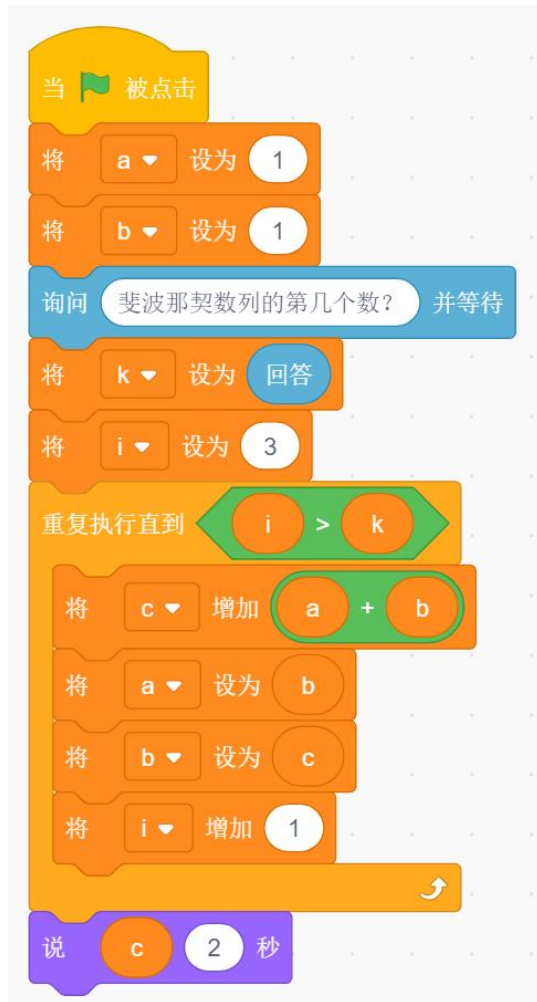 当 被点击
将 a 设为 1
将 b 设为 1
询问 斐波那契数列的第几个数? 并等待
将 k 设为 回答
将 i 设为 3
重复执行直到 i > k
将 c 增加 a + b
将 a 设为 b
将 b 设为 c
将 i 增加 1
说 c 2 秒